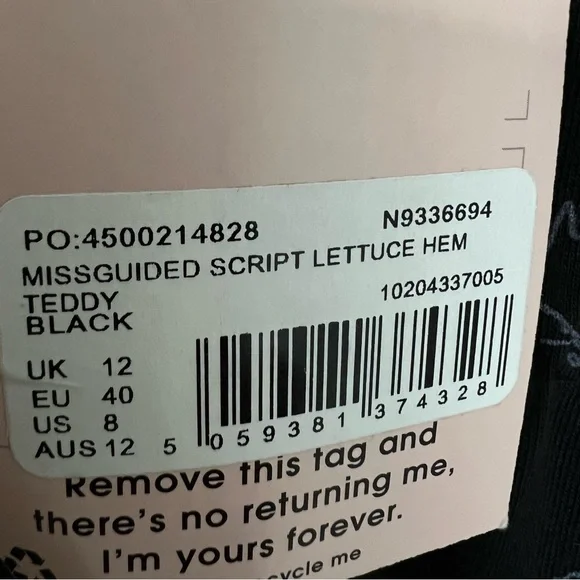 PO:4500214828 N9336694
MISSGUIDED SCRIPT LETTUCE HEM
TEDDY 10204337005
BLACK
UK 12
EU 40
US 8
AUS 12
5 059381 374328
Remove this tag and
there's no returning me,
I'm yours forever.
cycle me